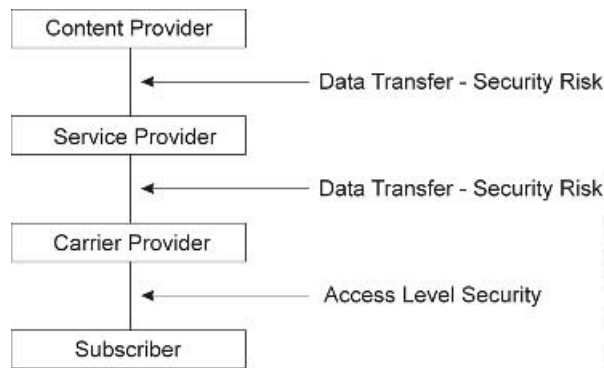 Content Provider
Data Transfer - Security Risk
Service Provider
Data Transfer - Security Risk
Carrier Provider
Access Level Security
Subscriber